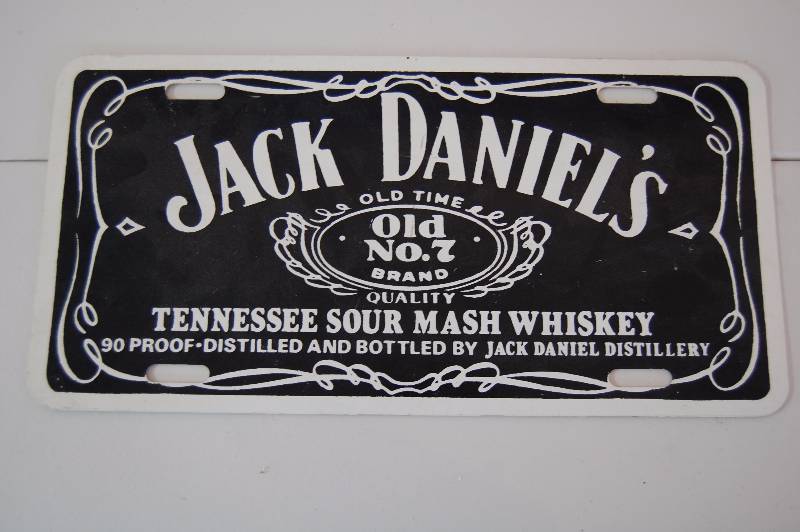 JACK DANIEL'S
OLD TIME
Old
No.7
BRAND
QUALITY
TENNESSEE SOUR MASH WHISKEY
90 PROOF•DISTILLED AND BOTTLED BY JACK DANIEL DISTILLERY